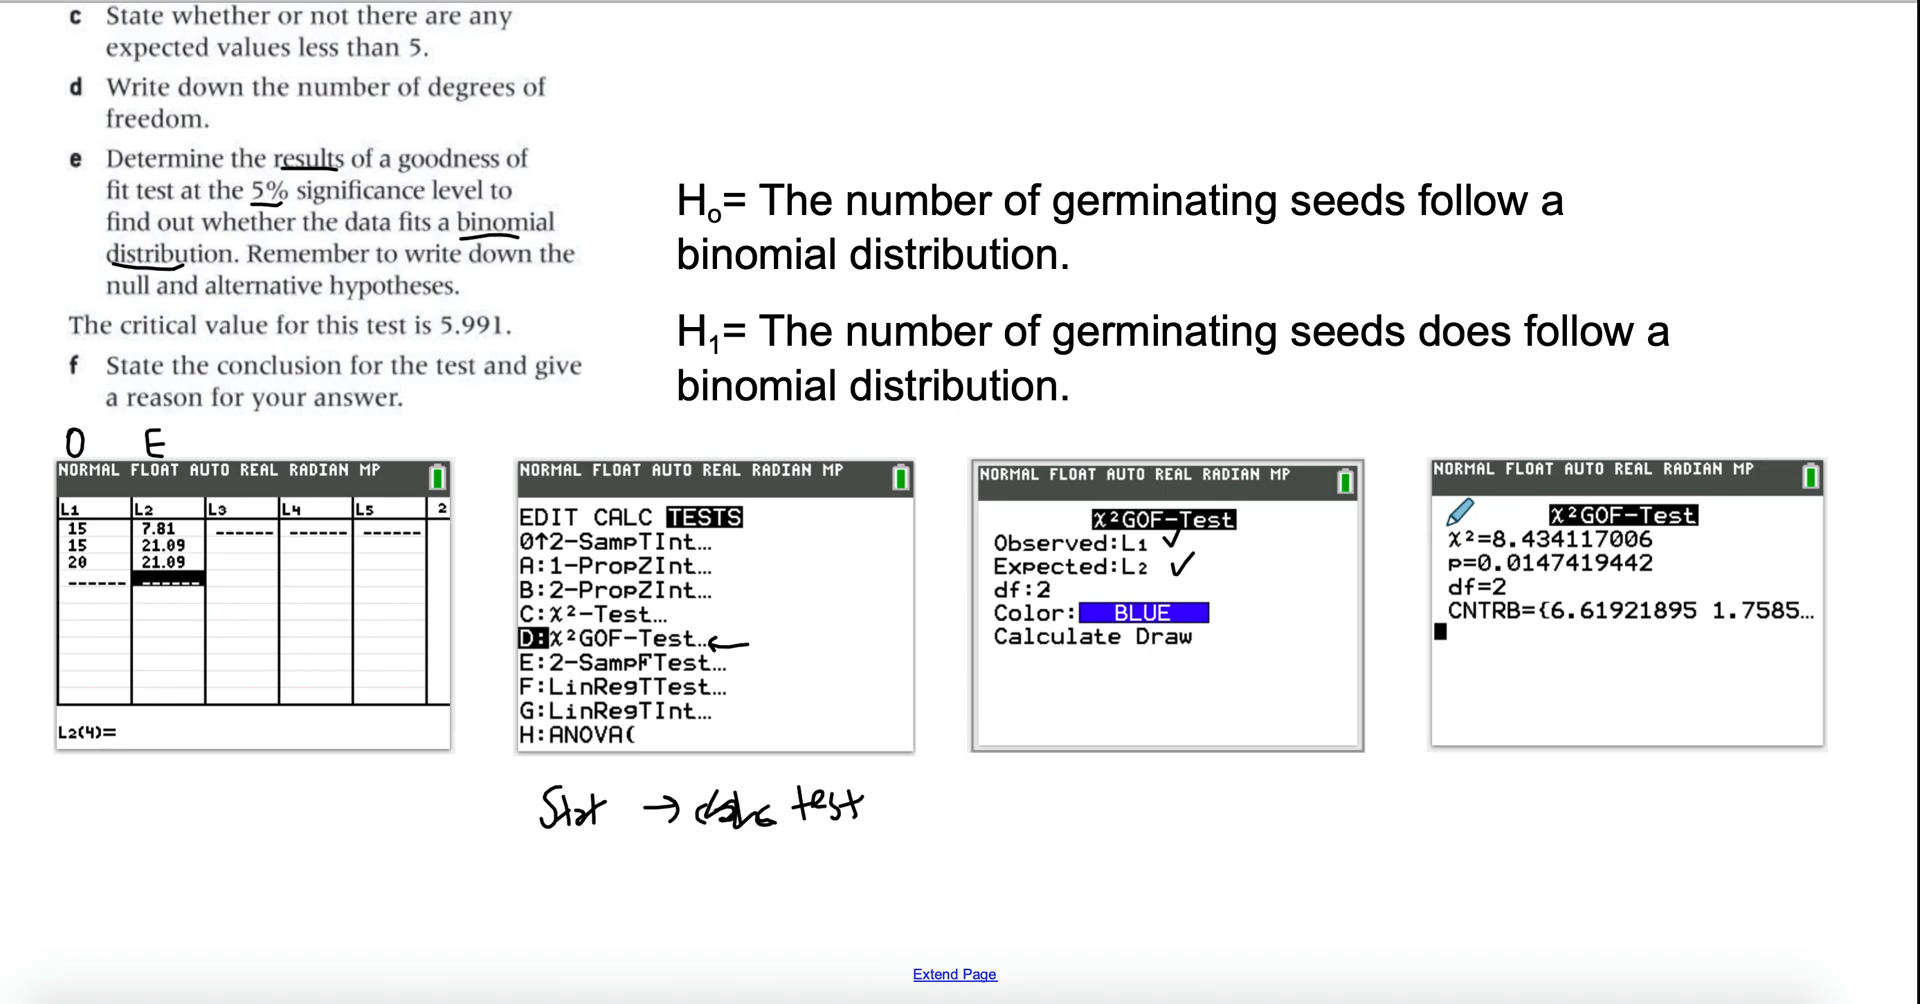 c State whether or not there are any
expected values less than 5.
d Write down the number of degrees of
freedom.
e Determine the results of a goodness of
fit test at the 5% significance level to
find out whether the data fits a binomial
distribution. Remember to write down the
null and alternative hypotheses.
The critical value for this test is 5.991.
f State the conclusion for the test and give
a reason for your answer.
H₀= The number of germinating seeds follow a
binomial distribution.
H₁= The number of germinating seeds does follow a
binomial distribution.
O E
NORMAL FLOAT AUTO REAL RADIAN MP
L1 L2 L3 L4 L5 2
15 7.81 ------ ------ ------
15 21.09
20 21.09
------ ------
L2(4)=
NORMAL FLOAT AUTO REAL RADIAN MP
EDIT CALC TESTS
0↑2-SampTInt…
A:1-PropZInt…
B:2-PropZInt…
C:χ²-Test…
D:χ²GOF-Test…
E:2-SampFTest…
F:LinRegTTest…
G:LinRegTInt…
H:ANOVA(
Stat → test
NORMAL FLOAT AUTO REAL RADIAN MP
χ²GOF-Test
Observed:L1 ✓
Expected:L2 ✓
df:2
Color: BLUE
Calculate Draw
NORMAL FLOAT AUTO REAL RADIAN MP
χ²GOF-Test
χ²=8.434117006
p=0.0147419442
df=2
CNTRB={6.61921895 1.7585…
Extend Page